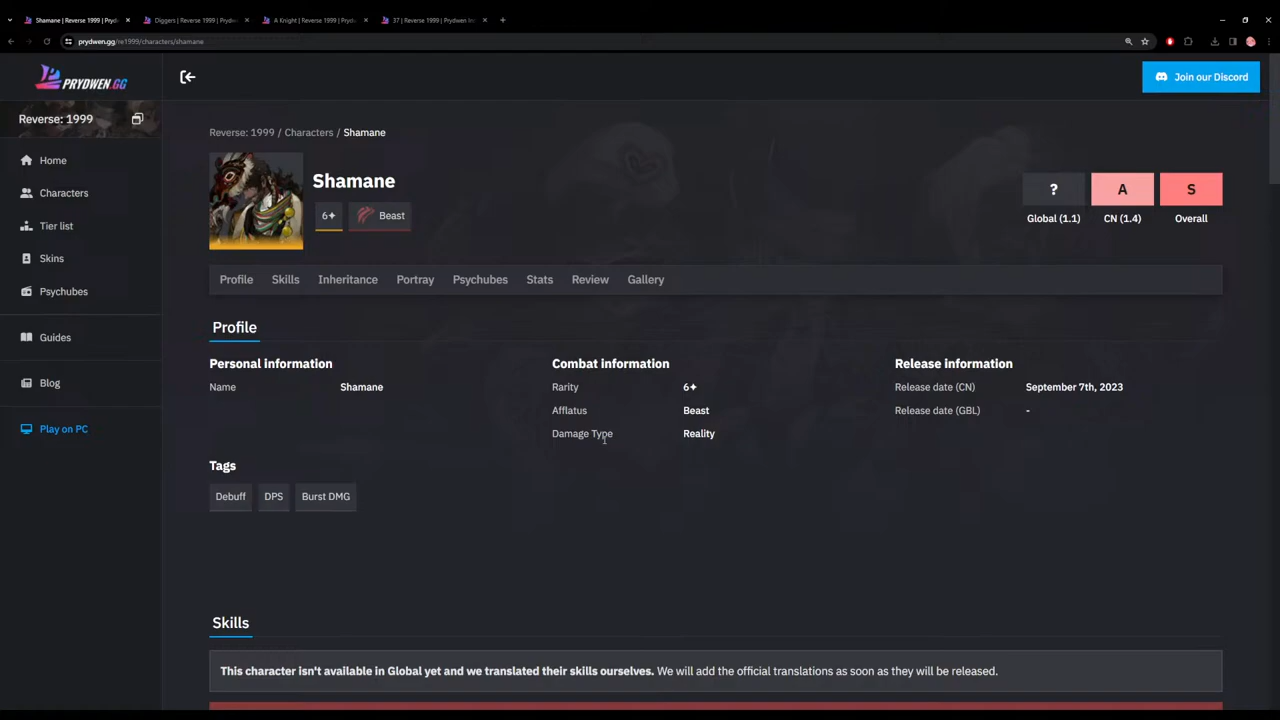 Shamane | Reverse 1999 | Pryd
Diggers | Reverse 1999 | Prydw
A Knight | Reverse 1999 | Prydw
37 | Reverse 1999 | Prydwen In
prydwen.gg/re1999/characters/shamane
PRYDWEN.GG
Join our Discord
Reverse: 1999
Home
Characters
Tier list
Skins
Psychubes
Guides
Blog
Play on PC
Reverse: 1999 / Characters / Shamane
Shamane
6✦ Beast
? A S
Global (1.1) CN (1.4) Overall
Profile Skills Inheritance Portray Psychubes Stats Review Gallery
Profile
Personal information Combat information Release information
Name Shamane Rarity 6✦ Release date (CN) September 7th, 2023
Afflatus Beast Release date (GBL) -
Damage Type Reality
Tags
Debuff DPS Burst DMG
Skills
This character isn't available in Global yet and we translated their skills ourselves. We will add the official translations as soon as they will be released.